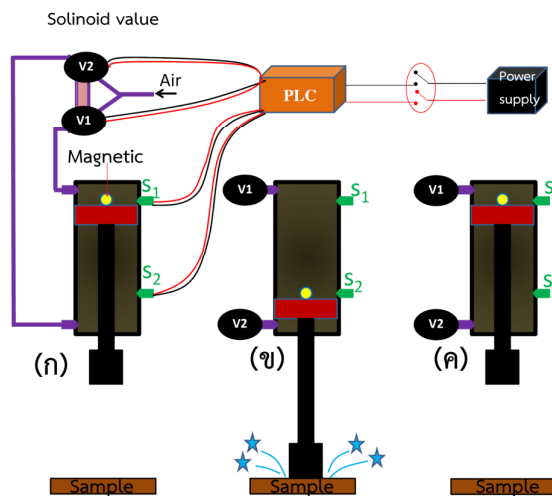 Solinoid value
V2
Air
Power
supply
PLC
V1
Magnetic
S1
V1
S1
V1
S
S2
S2
S
V2
V2
(ก)
(ข)
(ค)
Sample
Sample
Sample